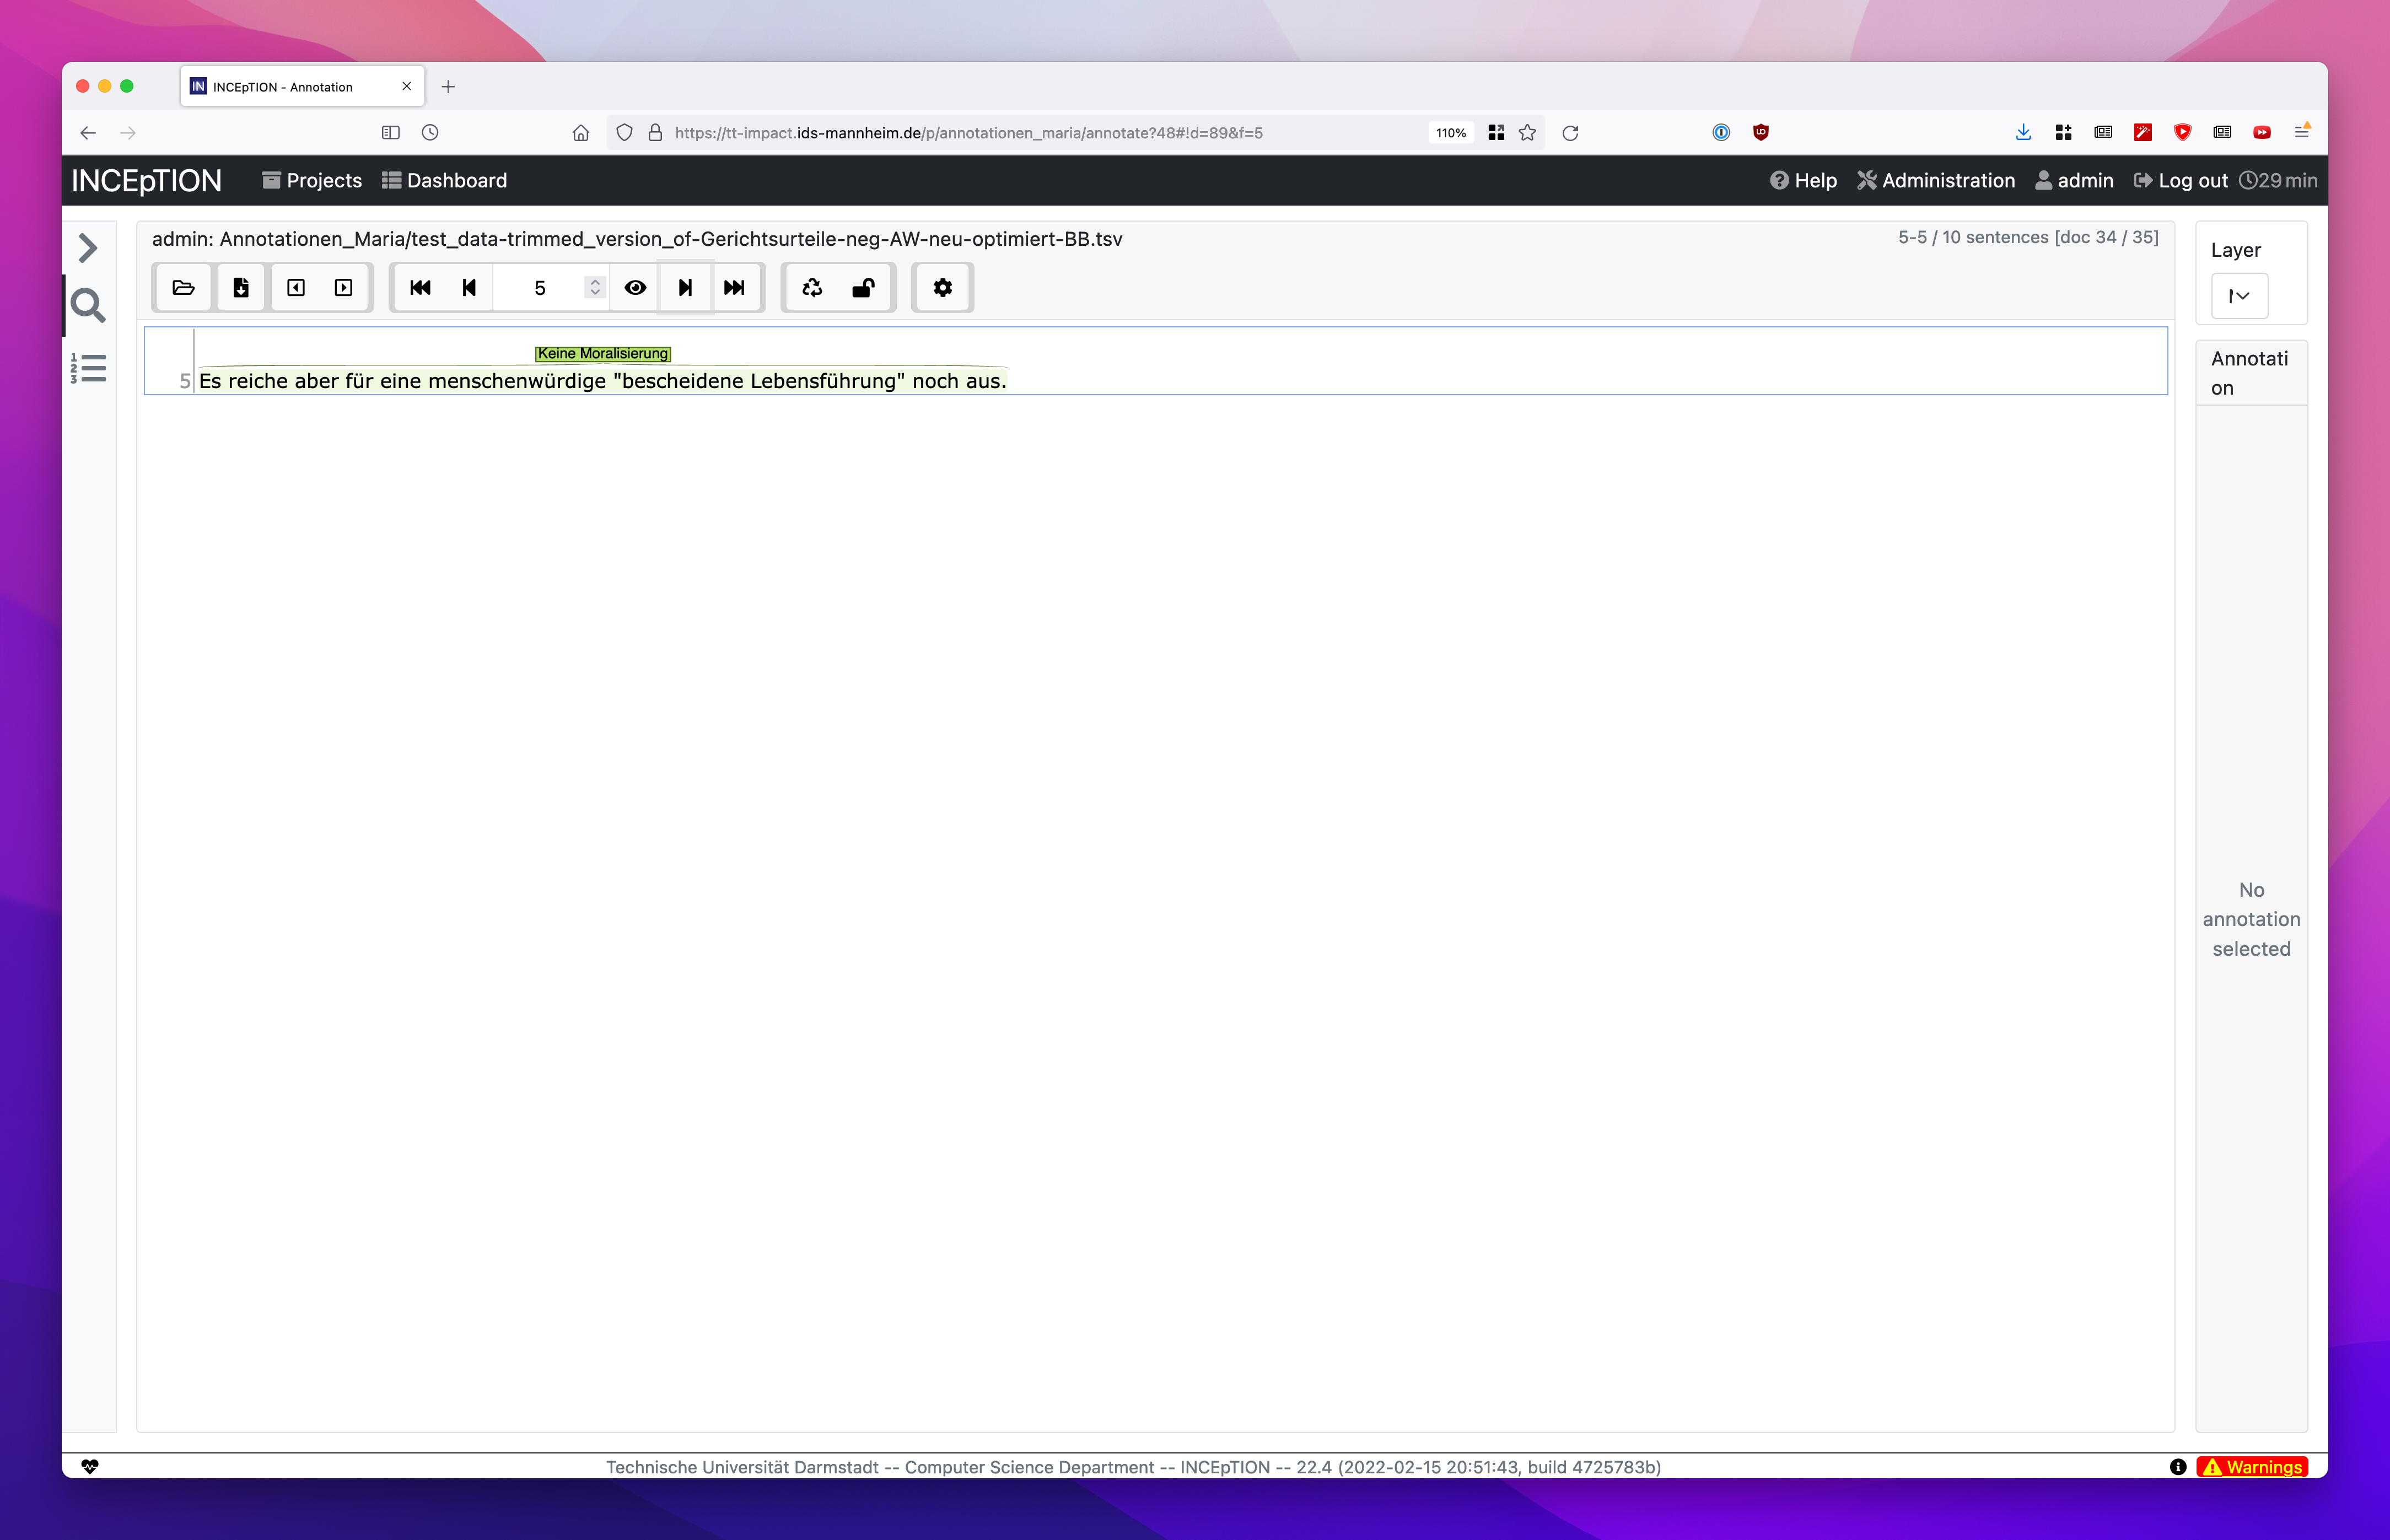 INCEpTION - Annotation
https://tt-impact.ids-mannheim.de/p/annotationen_maria/annotate?48#!d=89&f=5
110%
INCEpTION
Projects
Dashboard
Help
Administration
admin
Log out
29 min
admin: Annotationen_Maria/test_data-trimmed_version_of-Gerichtsurteile-neg-AW-neu-optimiert-BB.tsv
5-5 / 10 sentences [doc 34 / 35]
5
Keine Moralisierung
5 Es reiche aber für eine menschenwürdige "bescheidene Lebensführung" noch aus.
Layer
Annotati
on
No
annotation
selected
Technische Universität Darmstadt -- Computer Science Department -- INCEpTION -- 22.4 (2022-02-15 20:51:43, build 4725783b)
Warnings